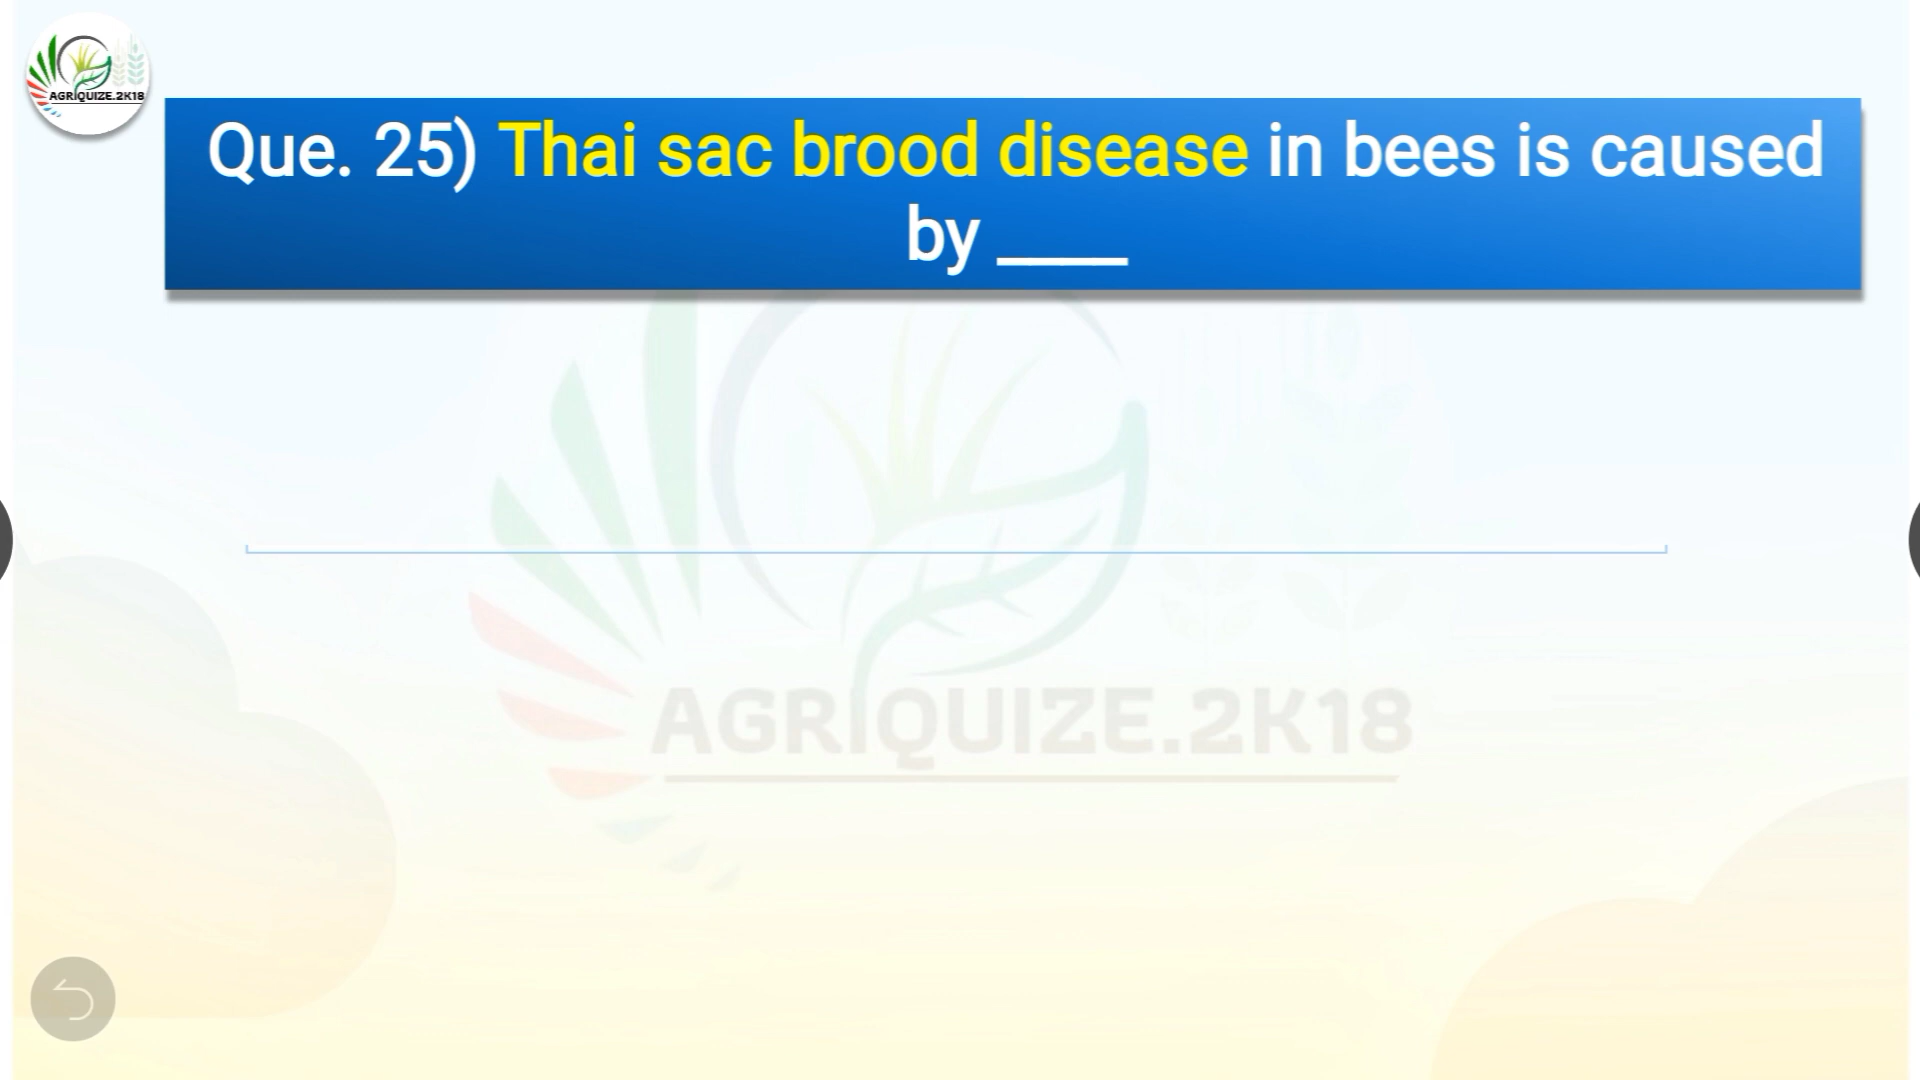 AGRIQUIZE.2K18
Que. 25) Thai sac brood disease in bees is caused
by ____
AGRIQUIZE.2K18